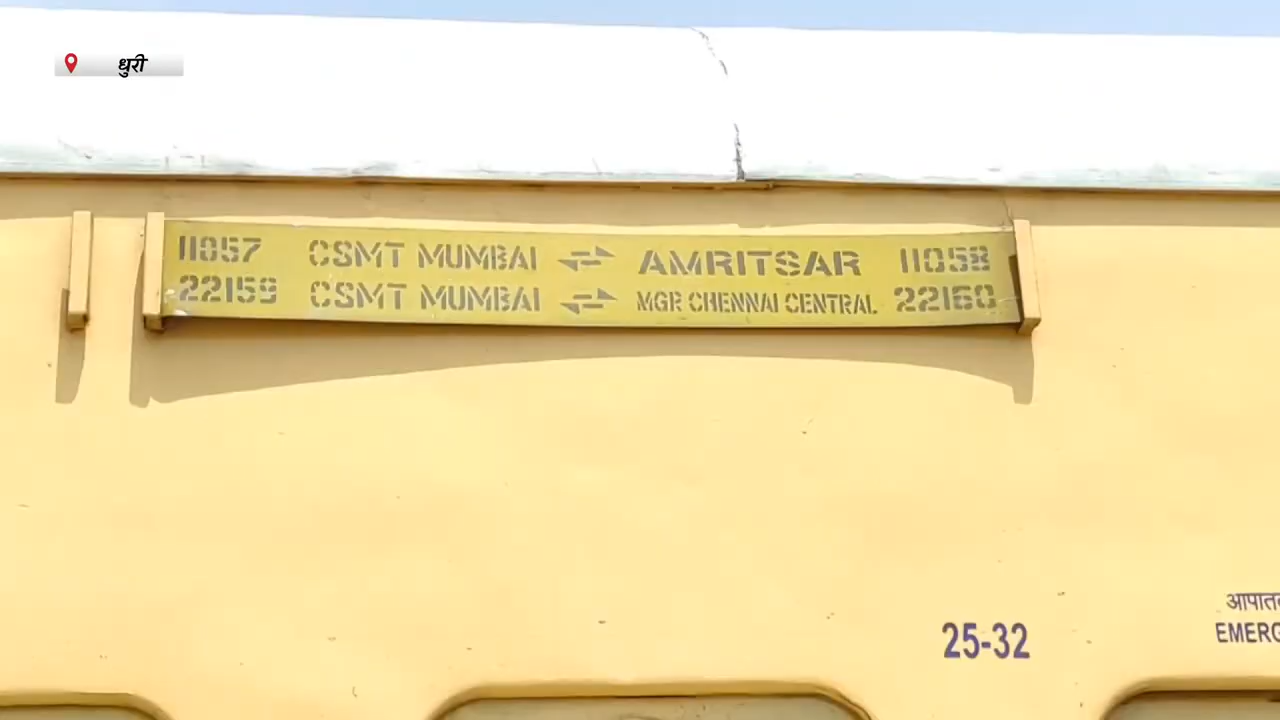 धुरी
11057 CSMT MUMBAI ⇌ AMRITSAR 11058
22159 CSMT MUMBAI ⇌ MGR CHENNAI CENTRAL 22160
25-32